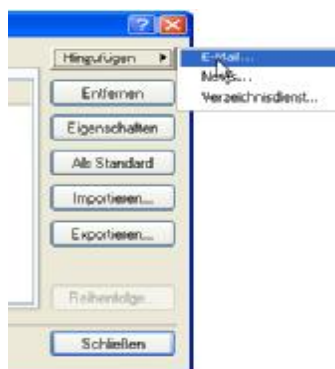 Hinzufügen
E-Mail...
News...
Verzeichnisdienst...
Entfernen
Eigenschaften
Als Standard
Importieren...
Exportieren...
Reihenfolge...
Schließen